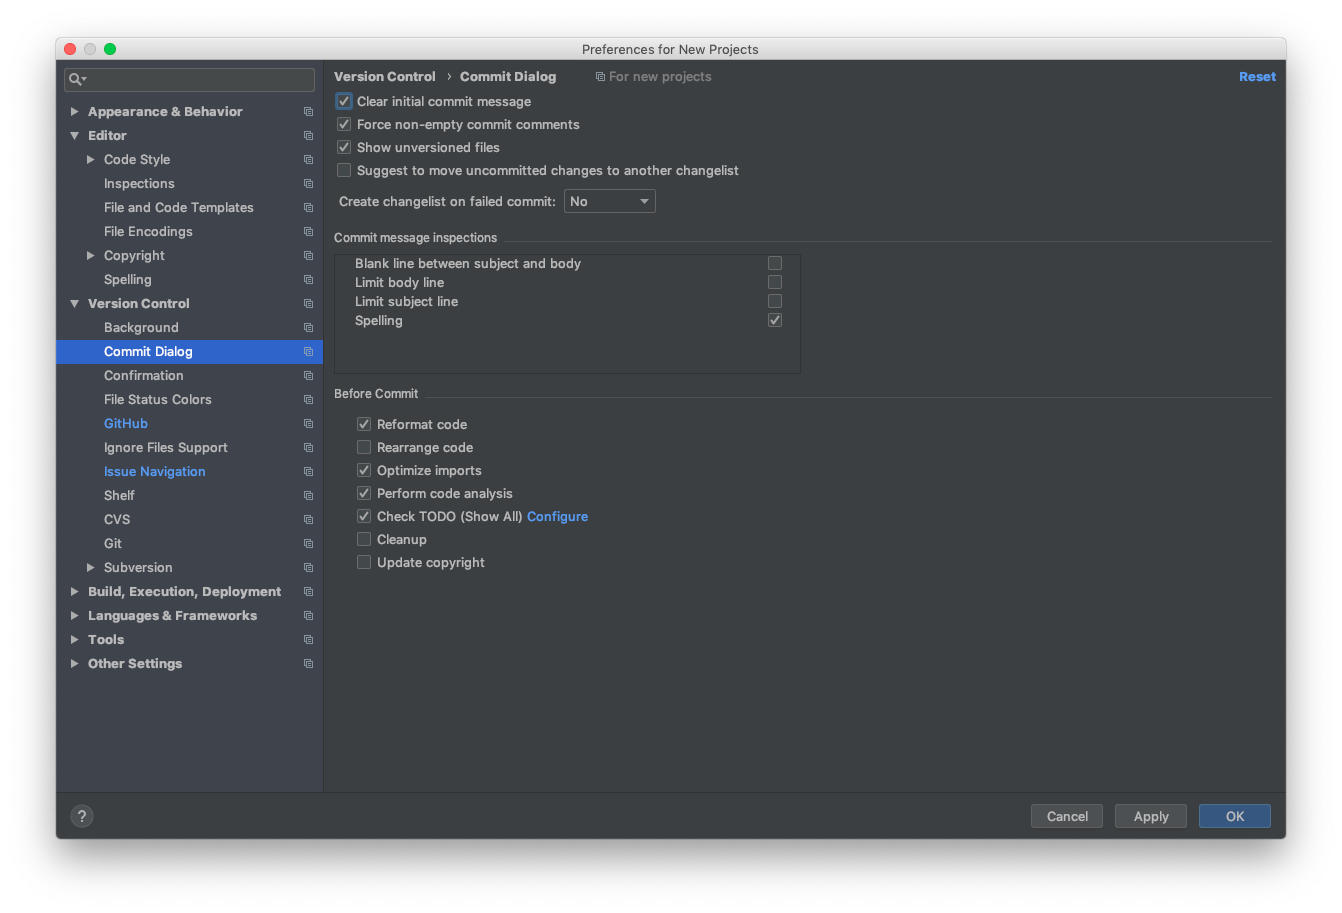 Preferences for New Projects
Appearance & Behavior
Editor
Code Style
Inspections
File and Code Templates
File Encodings
Copyright
Spelling
Version Control
Background
Commit Dialog
Confirmation
File Status Colors
GitHub
Ignore Files Support
Issue Navigation
Shelf
CVS
Git
Subversion
Build, Execution, Deployment
Languages & Frameworks
Tools
Other Settings
Version Control › Commit Dialog For new projects Reset
Clear initial commit message
Force non-empty commit comments
Show unversioned files
Suggest to move uncommitted changes to another changelist
Create changelist on failed commit: No
Commit message inspections
Blank line between subject and body
Limit body line
Limit subject line
Spelling
Before Commit
Reformat code
Rearrange code
Optimize imports
Perform code analysis
Check TODO (Show All) Configure
Cleanup
Update copyright
? Cancel Apply OK